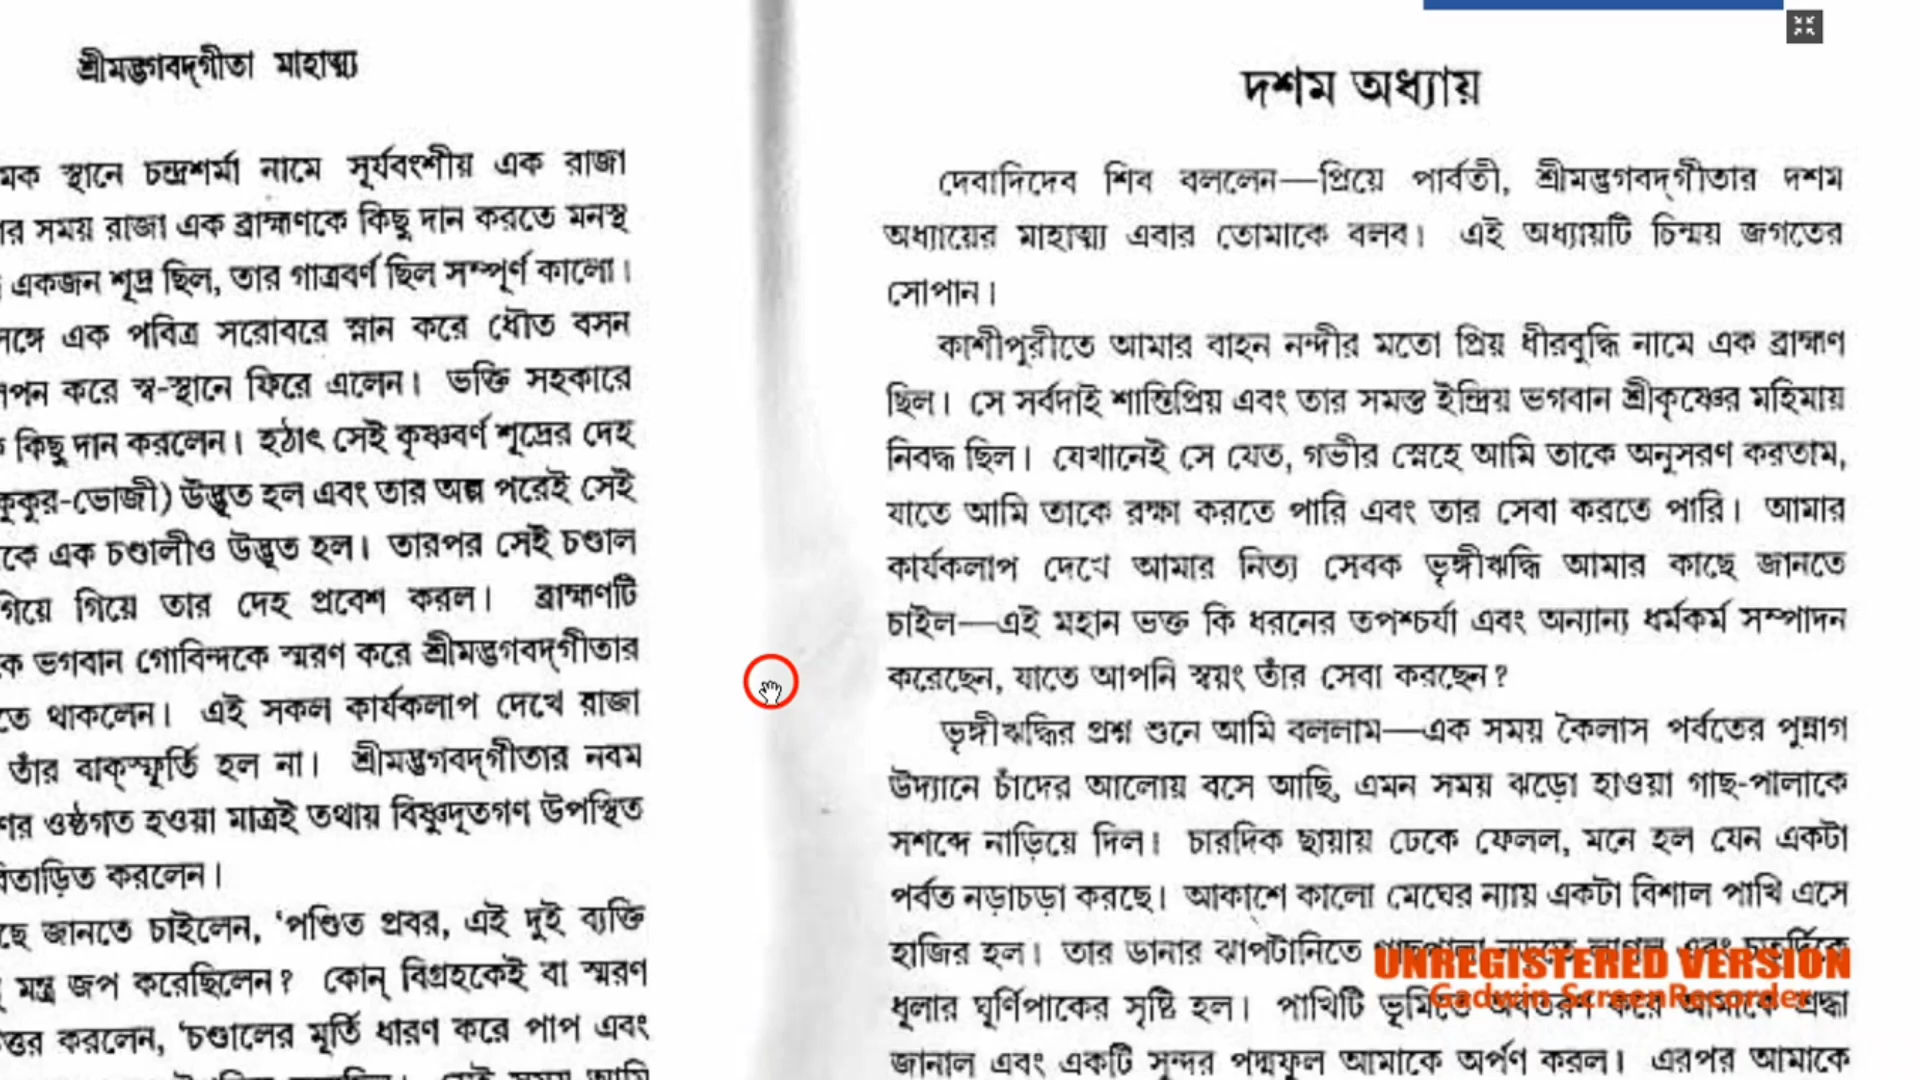 শ্রীমদ্ভগবদ্‌গীতা মাহাত্ম্য
স্থানে চন্দ্রশর্মা নামে সূর্যবংশীয় এক রাজা
সময় রাজা এক ব্রাহ্মণকে কিছু দান করতে মনস্থ
একজন শূদ্র ছিল, তার গাত্রবর্ণ ছিল সম্পূর্ণ কালো।
এক পবিত্র সরোবরে স্নান করে ধৌত বসন
করে স্ব-স্থানে ফিরে এলেন। ভক্তি সহকারে
কিছু দান করলেন। হঠাৎ সেই কৃষ্ণবর্ণ শূদ্রের দেহ
কুকুর-ভোজী) উদ্ভূত হল এবং তার অল্প পরেই সেই
এক চণ্ডালীও উদ্ভূত হল। তারপর সেই চণ্ডাল
গিয়ে তার দেহ প্রবেশ করল। ব্রাহ্মণটি
ভগবান গোবিন্দকে স্মরণ করে শ্রীমদ্ভগবদ্‌গীতার
থাকলেন। এই সকল কার্যকলাপ দেখে রাজা
তাঁর বাক্‌স্ফূর্তি হল না। শ্রীমদ্ভগবদ্‌গীতার নবম
ওষ্ঠগত হওয়া মাত্রই তথায় বিষ্ণুদূতগণ উপস্থিত
করলেন।
জানতে চাইলেন, ‘পণ্ডিত প্রবর, এই দুই ব্যক্তি
মন্ত্র জপ করেছিলেন? কোন্ বিগ্রহকেই বা স্মরণ
করলেন, ‘চণ্ডালের মূর্তি ধারণ করে পাপ এবং
দশম অধ্যায়
দেবাদিদেব শিব বললেন—প্রিয়ে পার্বতী, শ্রীমদ্ভগবদ্‌গীতার দশম
অধ্যায়ের মাহাত্ম্য এবার তোমাকে বলব। এই অধ্যায়টি চিন্ময় জগতের
সোপান।
কাশীপুরীতে আমার বাহন নন্দীর মতো প্রিয় ধীরবুদ্ধি নামে এক ব্রাহ্মণ
ছিল। সে সর্বদাই শান্তিপ্রিয় এবং তার সমস্ত ইন্দ্রিয় ভগবান শ্রীকৃষ্ণের মহিমায়
নিবদ্ধ ছিল। যেখানেই সে যেত, গভীর স্নেহে আমি তাকে অনুসরণ করতাম,
যাতে আমি তাকে রক্ষা করতে পারি এবং তার সেবা করতে পারি। আমার
কার্যকলাপ দেখে আমার নিত্য সেবক ভৃঙ্গীঋদ্ধি আমার কাছে জানতে
চাইল—এই মহান ভক্ত কি ধরনের তপশ্চর্যা এবং অন্যান্য ধর্মকর্ম সম্পাদন
করেছেন, যাতে আপনি স্বয়ং তাঁর সেবা করছেন?
ভৃঙ্গীঋদ্ধির প্রশ্ন শুনে আমি বললাম—এক সময় কৈলাস পর্বতের পুন্নাগ
উদ্যানে চাঁদের আলোয় বসে আছি, এমন সময় ঝড়ো হাওয়া গাছ-পালাকে
সশব্দে নাড়িয়ে দিল। চারদিক ছায়ায় ঢেকে ফেলল, মনে হল যেন একটা
পর্বত নড়াচড়া করছে। আকাশে কালো মেঘের ন্যায় একটা বিশাল পাখি এসে
হাজির হল। তার ডানার ঝাপটানিতে গাছপালা নড়তে লাগল এবং চতুর্দিকে
ধূলার ঘূর্ণিপাকের সৃষ্টি হল। পাখিটি ভূমিতে অবতরণ করে আমাকে শ্রদ্ধা
জানাল এবং একটি সুন্দর পদ্মফুল আমাকে অর্পণ করল। এরপর আমাকে
UNREGISTERED VERSION
Gadwin ScreenRecorder